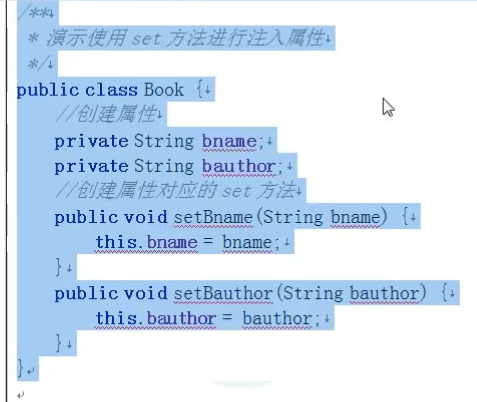 /**
 * 演示使用 set 方法进行注入属性
 */
public class Book {
    //创建属性
    private String bname;
    private String bauthor;
    //创建属性对应的 set 方法
    public void setBname(String bname) {
        this.bname = bname;
    }
    public void setBauthor(String bauthor) {
        this.bauthor = bauthor;
    }
}